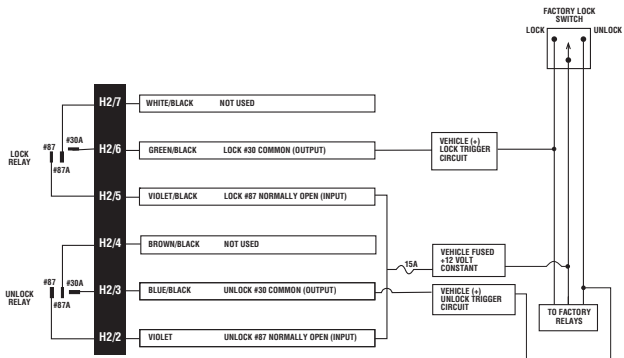 FACTORY LOCK
SWITCH
LOCK
UNLOCK
H2/7
WHITE/BLACK NOT USED
#87
#30A
#87A
LOCK
RELAY
H2/6
GREEN/BLACK LOCK #30 COMMON (OUTPUT)
VEHICLE (+)
LOCK TRIGGER
CIRCUIT
H2/5
VIOLET/BLACK LOCK #87 NORMALLY OPEN (INPUT)
H2/4
BROWN/BLACK NOT USED
15A
VEHICLE FUSED
+12 VOLT
CONSTANT
#87
#30A
#87A
UNLOCK
RELAY
H2/3
BLUE/BLACK UNLOCK #30 COMMON (OUTPUT)
VEHICLE (+)
UNLOCK TRIGGER
CIRCUIT
TO FACTORY
RELAYS
H2/2
VIOLET UNLOCK #87 NORMALLY OPEN (INPUT)